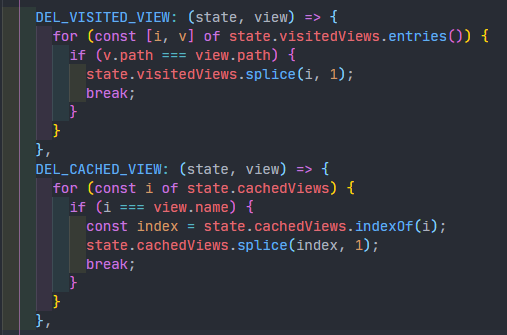 DEL_VISITED_VIEW: (state, view) => {
for (const [i, v] of state.visitedViews.entries()) {
if (v.path === view.path) {
state.visitedViews.splice(i, 1);
break;
}
}
},
DEL_CACHED_VIEW: (state, view) => {
for (const i of state.cachedViews) {
if (i === view.name) {
const index = state.cachedViews.indexOf(i);
state.cachedViews.splice(index, 1);
break;
}
}
},